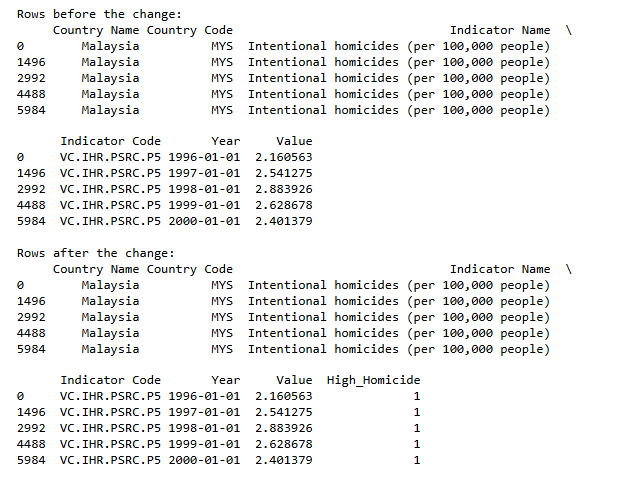 Rows before the change:
Country Name Country Code Indicator Name \
0 Malaysia MYS Intentional homicides (per 100,000 people)
1496 Malaysia MYS Intentional homicides (per 100,000 people)
2992 Malaysia MYS Intentional homicides (per 100,000 people)
4488 Malaysia MYS Intentional homicides (per 100,000 people)
5984 Malaysia MYS Intentional homicides (per 100,000 people)
Indicator Code Year Value
0 VC.IHR.PSRC.P5 1996-01-01 2.160563
1496 VC.IHR.PSRC.P5 1997-01-01 2.541275
2992 VC.IHR.PSRC.P5 1998-01-01 2.883926
4488 VC.IHR.PSRC.P5 1999-01-01 2.628678
5984 VC.IHR.PSRC.P5 2000-01-01 2.401379
Rows after the change:
Country Name Country Code Indicator Name \
0 Malaysia MYS Intentional homicides (per 100,000 people)
1496 Malaysia MYS Intentional homicides (per 100,000 people)
2992 Malaysia MYS Intentional homicides (per 100,000 people)
4488 Malaysia MYS Intentional homicides (per 100,000 people)
5984 Malaysia MYS Intentional homicides (per 100,000 people)
Indicator Code Year Value High_Homicide
0 VC.IHR.PSRC.P5 1996-01-01 2.160563 1
1496 VC.IHR.PSRC.P5 1997-01-01 2.541275 1
2992 VC.IHR.PSRC.P5 1998-01-01 2.883926 1
4488 VC.IHR.PSRC.P5 1999-01-01 2.628678 1
5984 VC.IHR.PSRC.P5 2000-01-01 2.401379 1